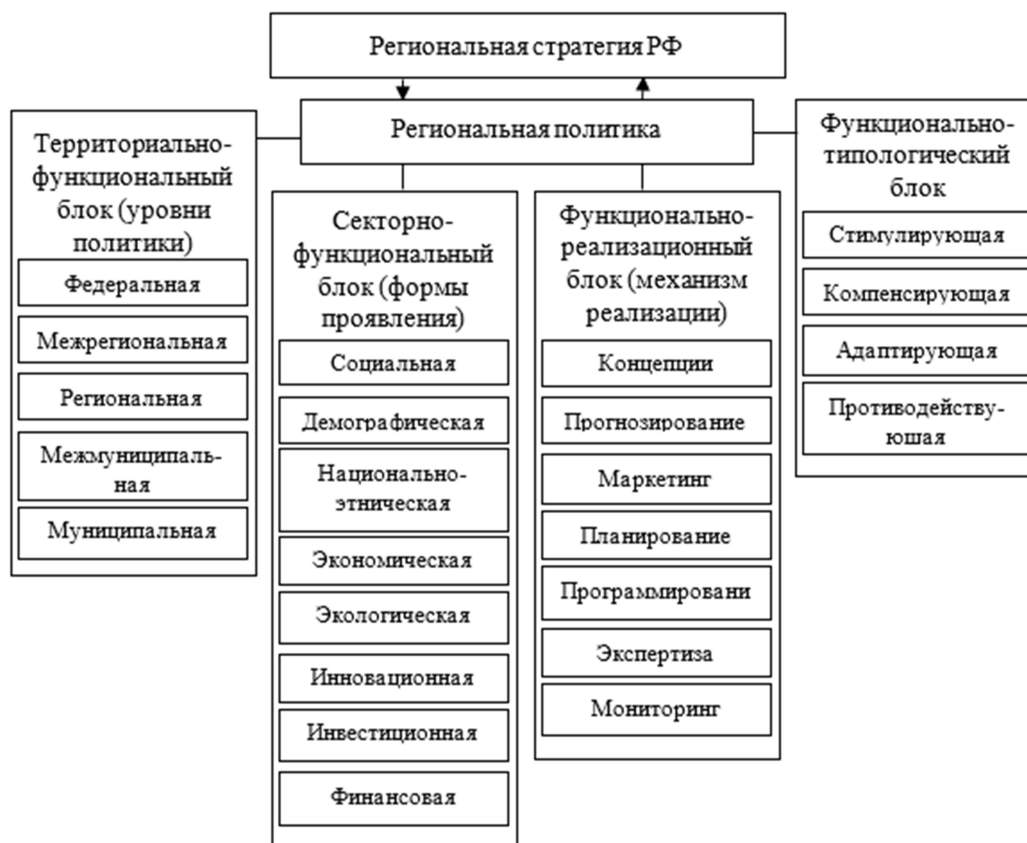 Региональная стратегия РФ
Региональная политика
Территориально-
функциональный
блок (уровни
политики)
Федеральная
Межрегиональная
Региональная
Межмуниципаль-
ная
Муниципальная
Секторно-
функциональный
блок (формы
проявления)
Социальная
Демографическая
Национально-
этническая
Экономическая
Экологическая
Инновационная
Инвестиционная
Финансовая
Функционально-
реализационный
блок (механизм
реализации)
Концепции
Прогнозирование
Маркетинг
Планирование
Программировани
Экспертиза
Мониторинг
Функционально-
типологический
блок
Стимулирующая
Компенсирующая
Адаптирующая
Противодейству-
юшая